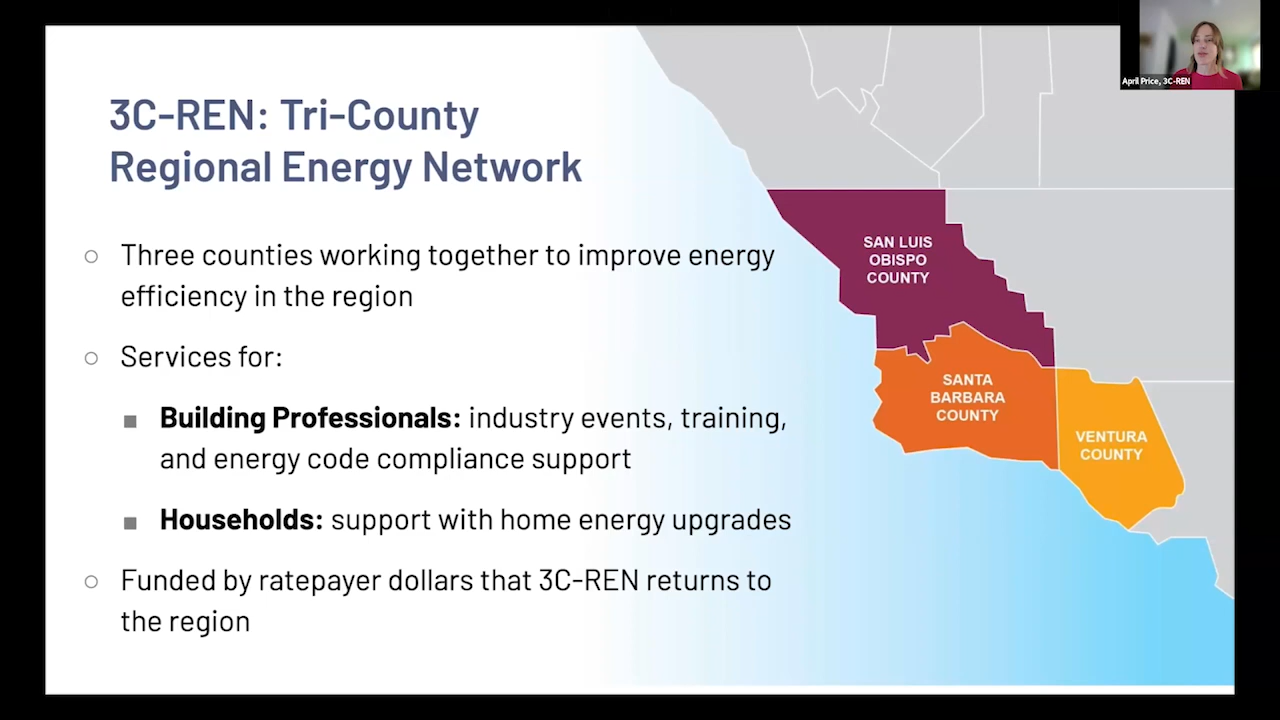 April Price, 3C-REN
3C-REN: Tri-County
Regional Energy Network
Three counties working together to improve energy
efficiency in the region
Services for:
Building Professionals: industry events, training,
and energy code compliance support
Households: support with home energy upgrades
Funded by ratepayer dollars that 3C-REN returns to
the region
SAN LUIS
OBISPO
COUNTY
SANTA
BARBARA
COUNTY
VENTURA
COUNTY